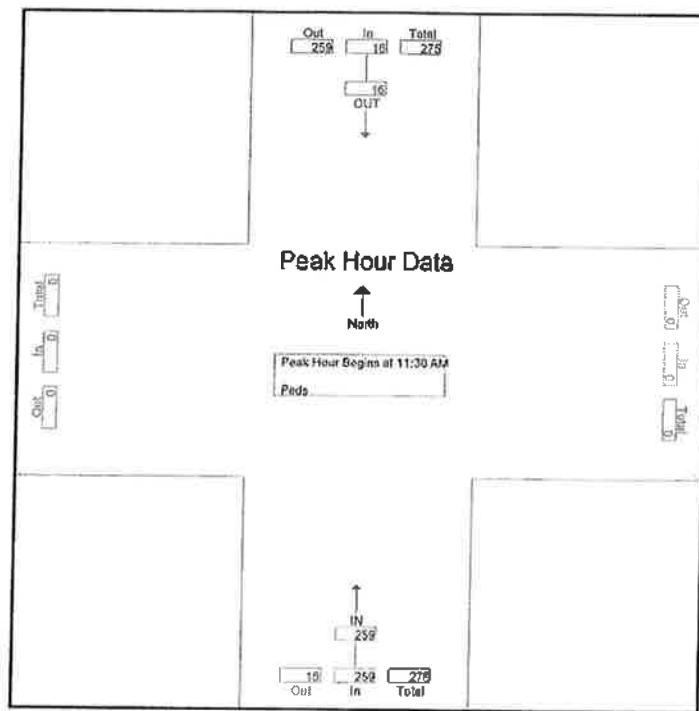 Out In Total
259 16 275
16
OUT
Peak Hour Data
North
Total 0
In 0
Out 0
Peak Hour Begins at 11:30 AM
Peds
Out 0
In 0
Total 0
IN
259
16 259 275
Out In Total